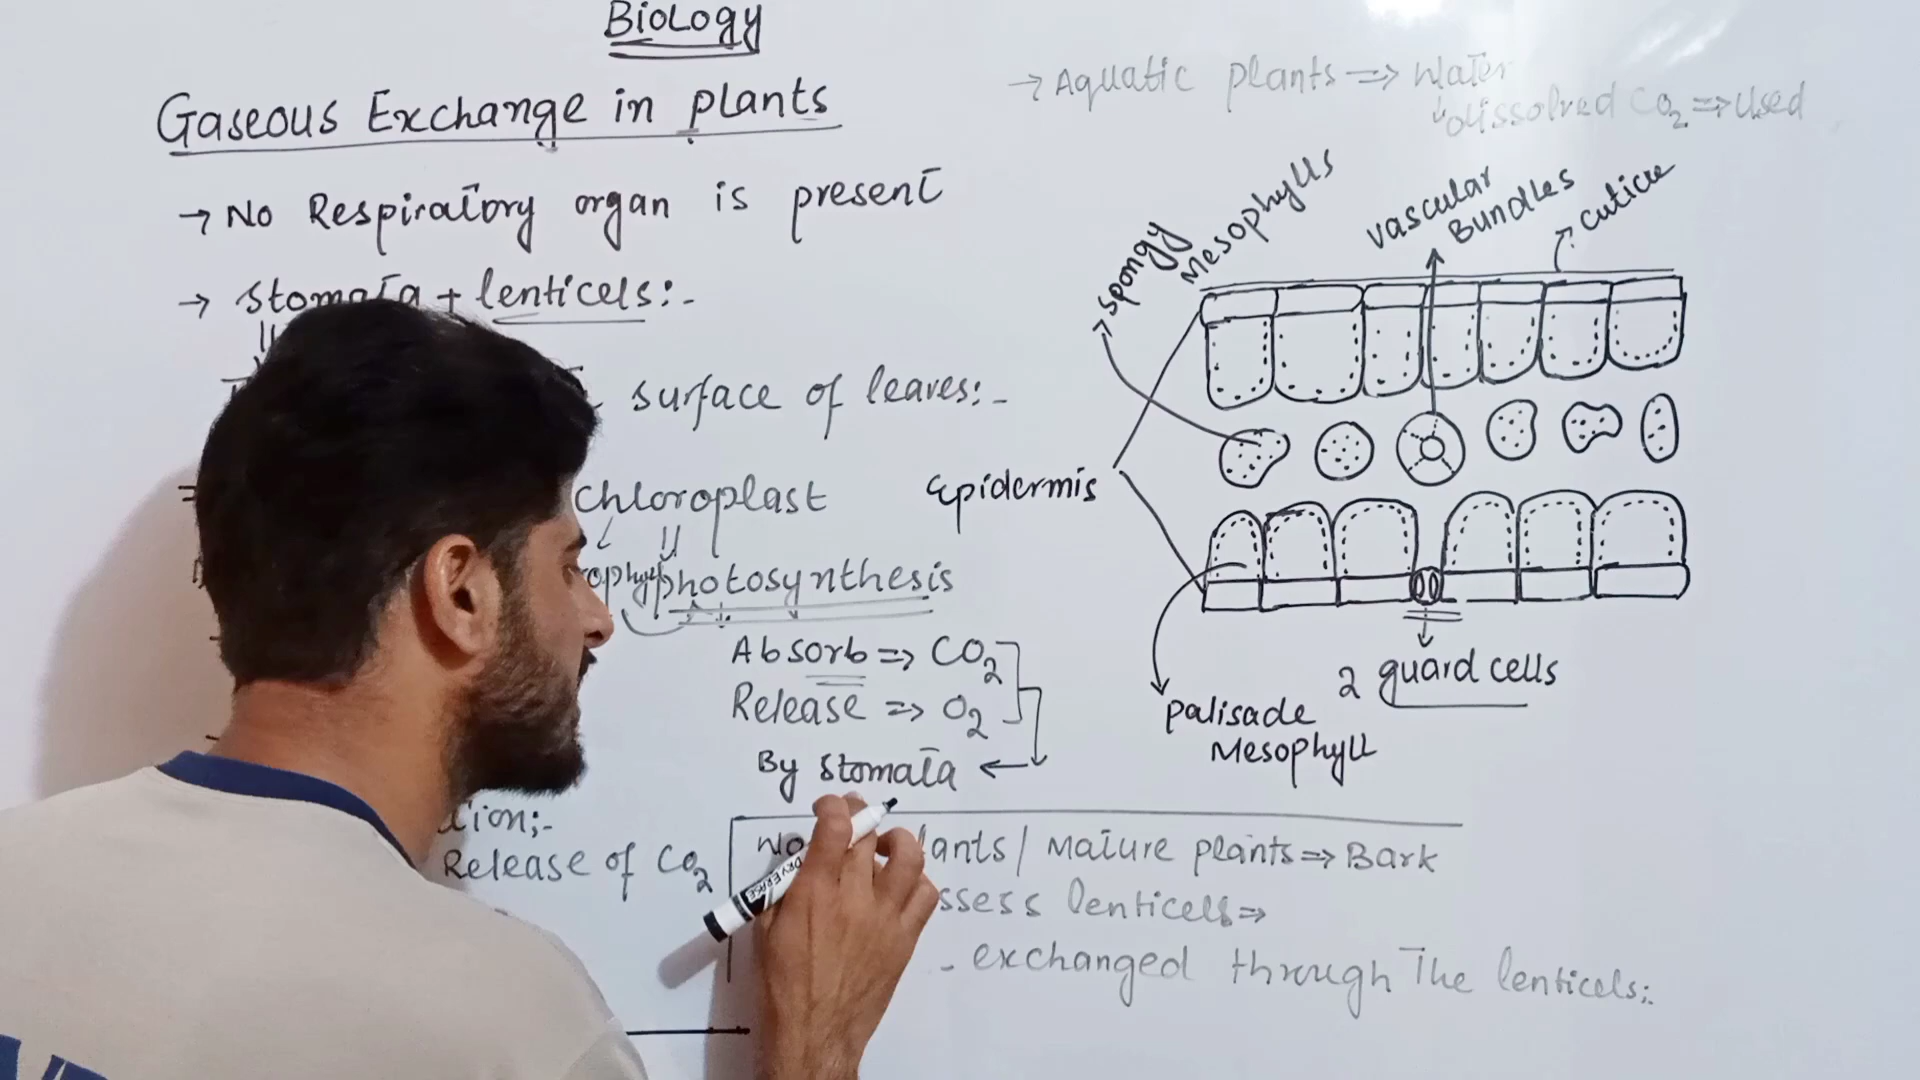 Biology
Gaseous Exchange in plants
→ No Respiratory organ is present
→ stomata + lenticels:-
surface of leaves:-
chloroplast
photosynthesis
Absorb => CO2
Release => O2
By stomata ←
Release of CO2
plants / Mature plants => Bark
lenticels =>
- exchanged through The lenticels;.
→ Aquatic plants => Water
↳ dissolved CO2 => Used
→ spongy
Mesophylls
vascular
Bundles
cuticle
Epidermis
2 guard cells
palisade
Mesophyll
DRY ERASE